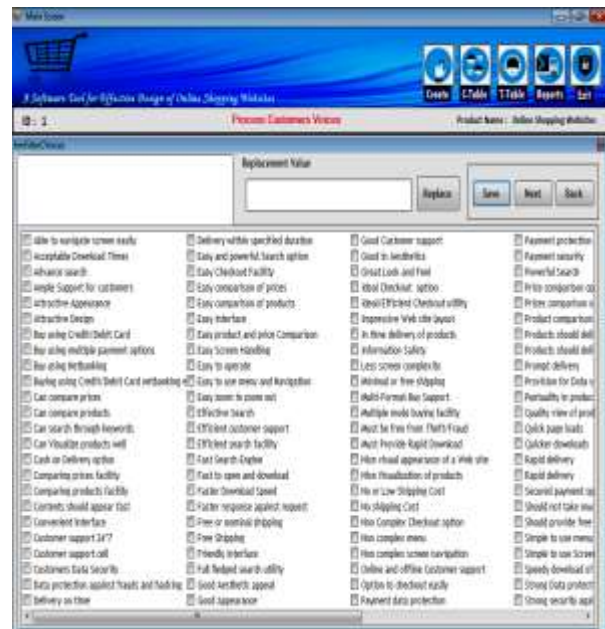 Main Screen
A Software Tool for Effective Design of Online Shopping Websites
Create
C-Table
T-Table
Reports
Exit
ID : 1
Process Customers Voices
Product Name : Online Shopping Websites
Replacement Value
Replace
Save
Next
Back
Able to navigate screen easily
Acceptable Download Times
Advance search
Ample Support for customers
Attractive Appearance
Attractive Design
Buy using Credit/Debit Card
Buy using multiple payment options
Buy using Netbanking
Buying using Credit/Debit Card netbanking
Can compare prices
Can compare products
Can search through keywords
Can Visualize products well
Cash on Delivery option
Comparing prices facility
Comparing products facility
Contents should appear fast
Convenient Interface
Customer support 24*7
Customer support cell
Customers Data Security
Data protection against frauds and hacking
Delivery on time
Delivery within specified duration
Easy and powerful Search option
Easy Checkout Facility
Easy comparison of prices
Easy comparison of products
Easy Interface
Easy product and price Comparison
Easy Screen Handling
Easy to operate
Easy to use menu and Navigation
Easy zoom in zoom out
Effective Search
Efficient customer support
Efficient search facility
Fast Search Engine
Fast to open and download
Faster Download Speed
Faster response against request
Free or nominal shipping
Free Shipping
Friendly Interface
Full fledged search utility
Good Aesthetic appeal
Good appearance
Good Customer support
Good in Aesthetics
Great Look and Feel
Ideal Checkout option
Ideal/Efficient Checkout utility
Impressive Web site layout
In time delivery of products
Information Safety
Less screen complexity
Minimal or free shipping
Multi-Format Buy Support
Multiple mode buying facility
Must be free from Theft/Fraud
Must Provide Rapid Download
Nice visual appearance of a Web site
Nice Visualization of products
No or Low Shipping Cost
No shipping Cost
Non Complex Checkout option
Non complex menu
Non complex screen navigation
Online and offline Customer support
Option to checkout easily
Payment data protection
Payment protection
Payment security
Powerful Search
Price comparison
Prices comparison
Product comparison
Products should
Products should
Prompt delivery
Provision for Data
Punctuality in
Quality view of
Quick page loads
Quicker downloads
Rapid delivery
Rapid delivery
Secured payment
Should not take
Should provide free
Simple to use menu
Simple to use Screen
Speedy download
Strong Data
Strong security